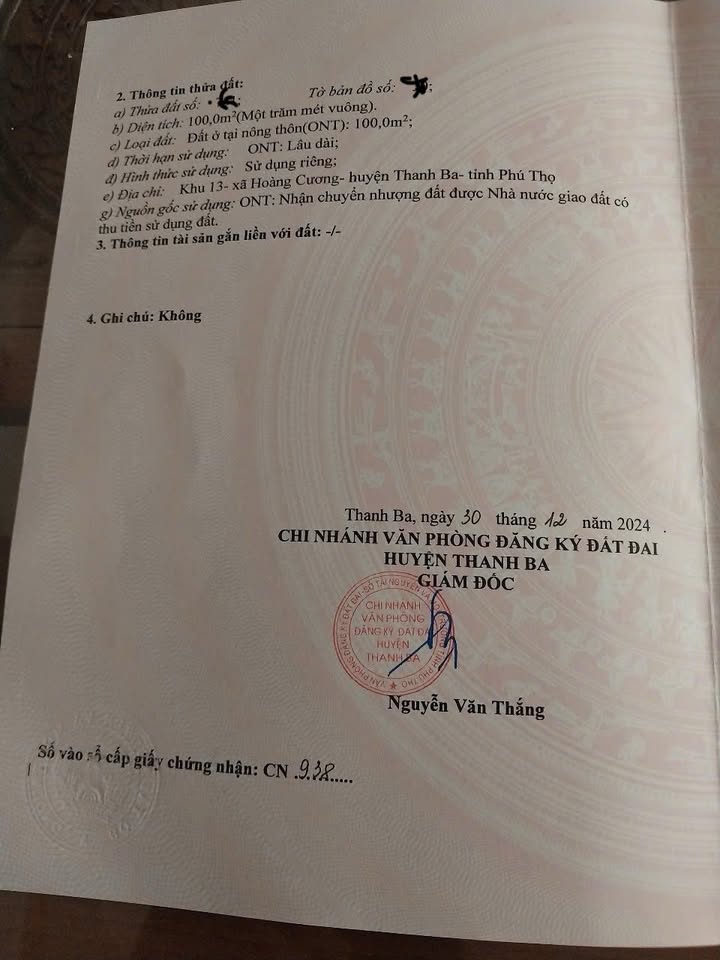 2. Thông tin thửa đất:
a) Thửa đất số: Tờ bản đồ số: ;
b) Diện tích: 100,0m²(Một trăm mét vuông).
c) Loại đất: Đất ở tại nông thôn(ONT): 100,0m²;
d) Thời hạn sử dụng: ONT: Lâu dài;
đ) Hình thức sử dụng: Sử dụng riêng;
e) Địa chỉ: Khu 13- xã Hoàng Cương- huyện Thanh Ba- tỉnh Phú Thọ
g) Nguồn gốc sử dụng: ONT: Nhận chuyển nhượng đất được Nhà nước giao đất có
thu tiền sử dụng đất.
3. Thông tin tài sản gắn liền với đất: -/-
4. Ghi chú: Không
Thanh Ba, ngày 30 tháng 12 năm 2024
CHI NHÁNH VĂN PHÒNG ĐĂNG KÝ ĐẤT ĐAI
HUYỆN THANH BA
GIÁM ĐỐC
CHI NHÁNH
VĂN PHÒNG
ĐĂNG KÝ ĐẤT ĐAI
HUYỆN
THANH BA
Nguyễn Văn Thắng
Số vào sổ cấp giấy chứng nhận: CN .938.....